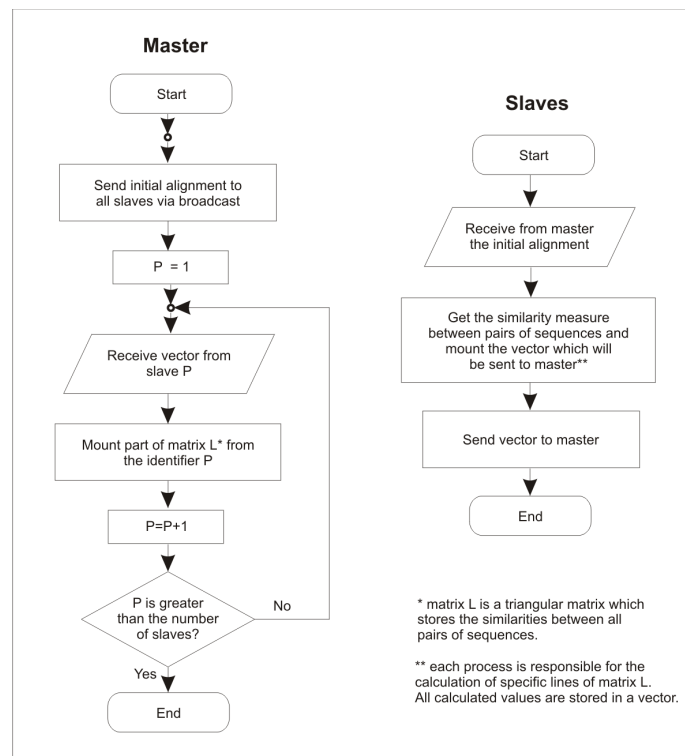 Master
Start
Send initial alignment to
all slaves via broadcast
P = 1
Receive vector from
slave P
Mount part of matrix L* from
the identifier P
P=P+1
P is greater
than the number
of slaves?
No
Yes
End
Slaves
Start
Receive from master
the initial alignment
Get the similarity measure
between pairs of sequences and
mount the vector which will
be sent to master**
Send vector to master
End
* matrix L is a triangular matrix which
stores the similarities between all
pairs of sequences.
** each process is responsible for the
calculation of specific lines of matrix L.
All calculated values are stored in a vector.